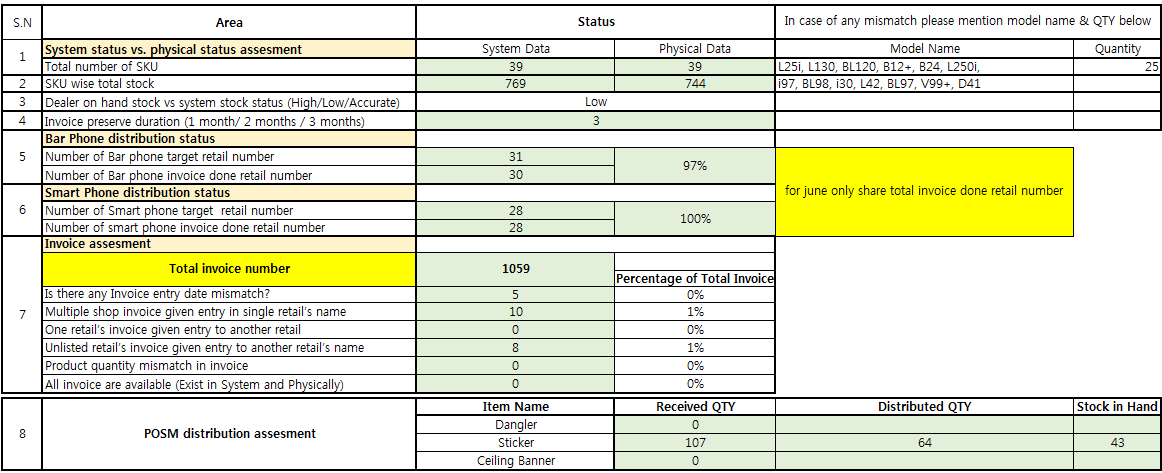 S.N Area Status In case of any mismatch please mention model name & QTY below
1 System status vs. physical status assesment System Data Physical Data Model Name Quantity
Total number of SKU 39 39 L25i, L130, BL120, B12+, B24, L250i, 25
2 SKU wise total stock 769 744 i97, BL98, i30, L42, BL97, V99+, D41
3 Dealer on hand stock vs system stock status (High/Low/Accurate) Low
4 Invoice preserve duration (1 month/ 2 months / 3 months) 3
5 Bar Phone distribution status
Number of Bar phone target retail number 31 97%
Number of Bar phone invoice done retail number 30
for june only share total invoice done retail number
6 Smart Phone distribution status
Number of Smart phone target retail number 28 100%
Number of smart phone invoice done retail number 28
7 Invoice assesment
Total invoice number 1059
Percentage of Total Invoice
Is there any Invoice entry date mismatch? 5 0%
Multiple shop invoice given entry in single retail's name 10 1%
One retail's invoice given entry to another retail 0 0%
Unlisted retail's invoice given entry to another retail's name 8 1%
Product quantity mismatch in invoice 0 0%
All invoice are available (Exist in System and Physically) 0 0%
8 POSM distribution assesment
Item Name Received QTY Distributed QTY Stock in Hand
Dangler 0
Sticker 107 64 43
Ceiling Banner 0